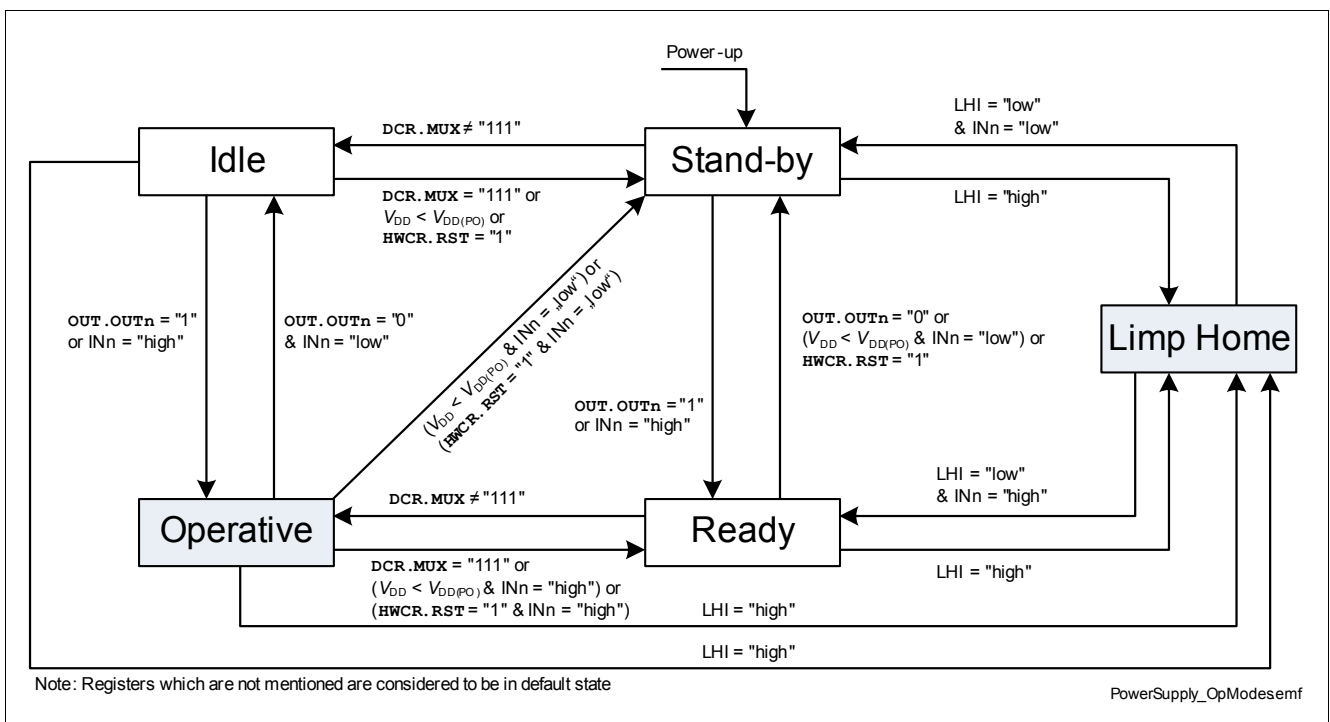 Power-up
LHI = "low"
& INn = "low"
DCR.MUX ≠ "111"
Idle
Stand-by
DCR.MUX = "111" or
VDD < VDD(PO) or
HWCR.RST = "1"
LHI = "high"
(VDD < VDD(PO) & INn = „low“) or
(HWCR.RST = "1" & INn = „low“)
OUT.OUTn = "1"
or INn = "high"
OUT.OUTn = "0"
& INn = "low"
OUT.OUTn = "0" or
(VDD < VDD(PO) & INn = "low") or
HWCR.RST = "1"
Limp Home
OUT.OUTn = "1"
or INn = "high"
LHI = "low"
& INn = "high"
DCR.MUX ≠ "111"
Operative
Ready
DCR.MUX = "111" or
(VDD < VDD(PO) & INn = "high") or
(HWCR.RST = "1" & INn = "high")
LHI = "high"
LHI = "high"
LHI = "high"
Note: Registers which are not mentioned are considered to be in default state
PowerSupply_OpModes.emf